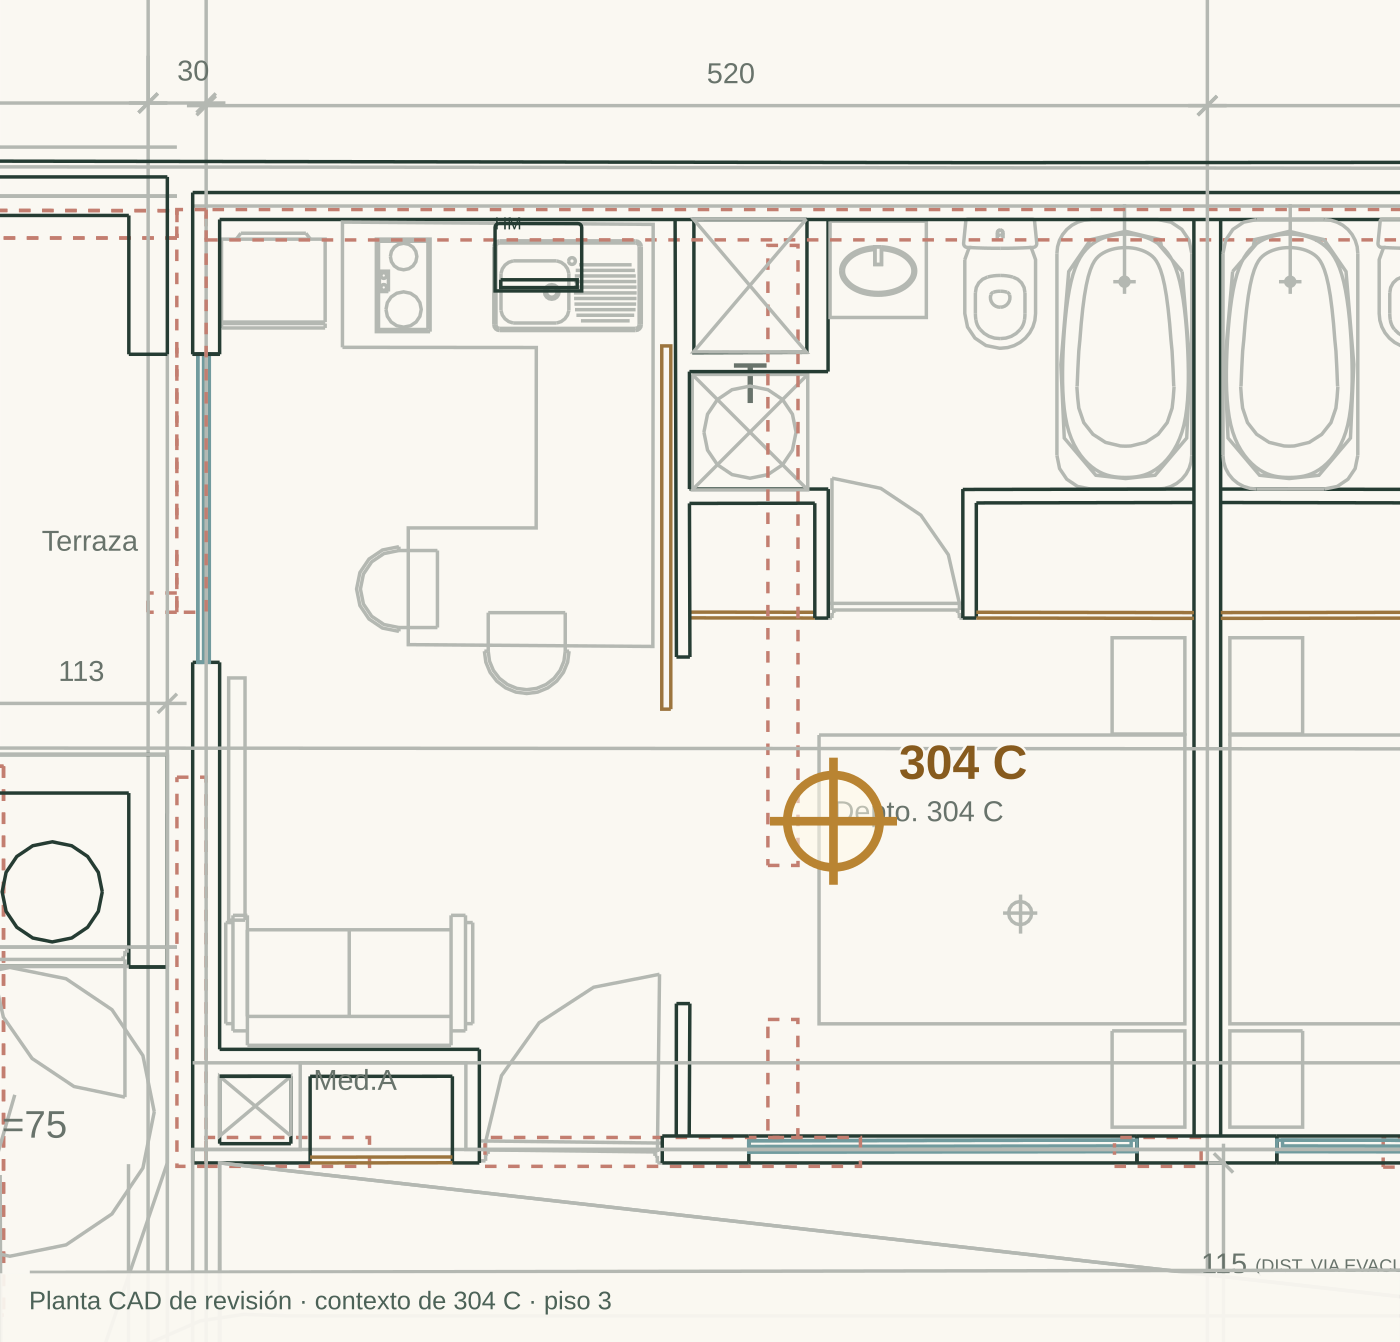 30
520
Terraza
113
304 C
Depto. 304 C
Med.A
=75
115 (DIST. VIA EVACU
Planta CAD de revisión · contexto de 304 C · piso 3